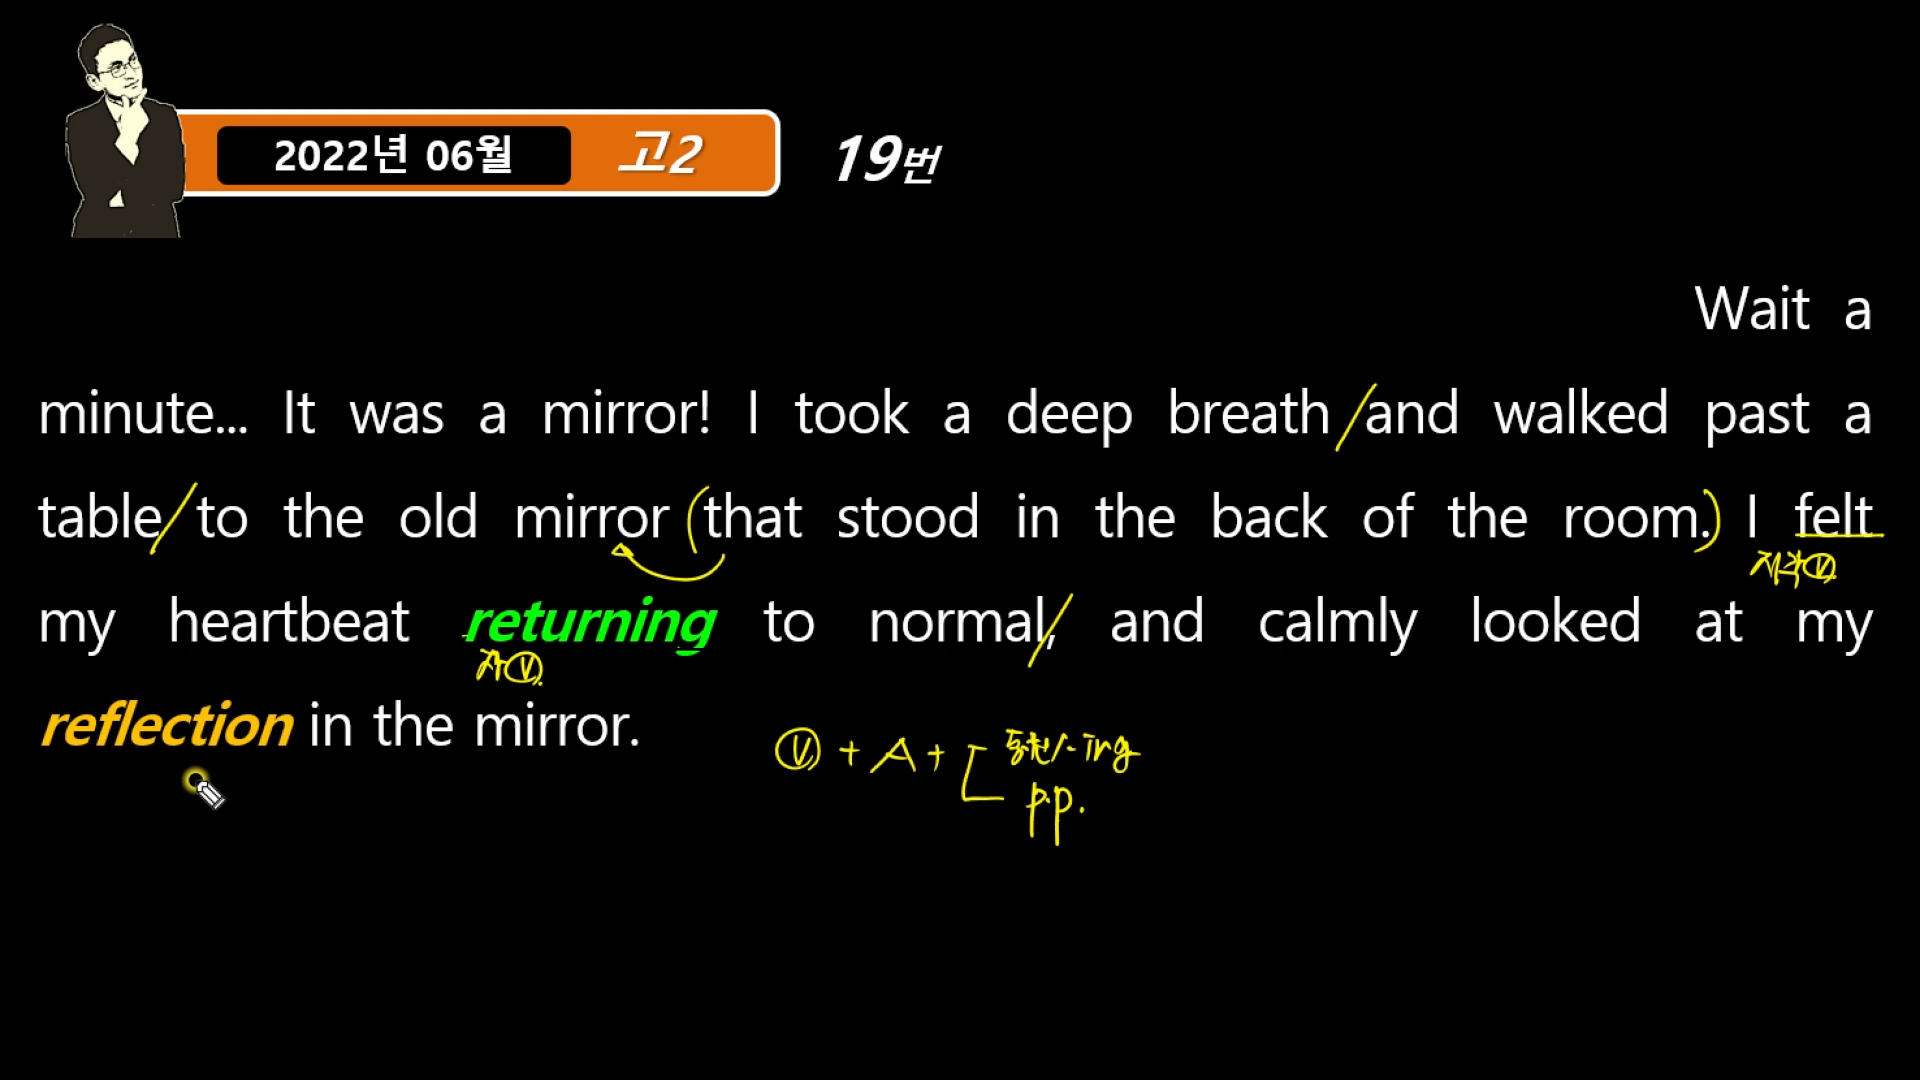 2022년 06월 고2 19번
Wait a
minute... It was a mirror! I took a deep breath and walked past a
table to the old mirror (that stood in the back of the room.) I felt
지각Ⓥ
my heartbeat returning to normal, and calmly looked at my
자Ⓥ
reflection in the mirror.
Ⓥ + A + [ 동원/-ing
p.p.